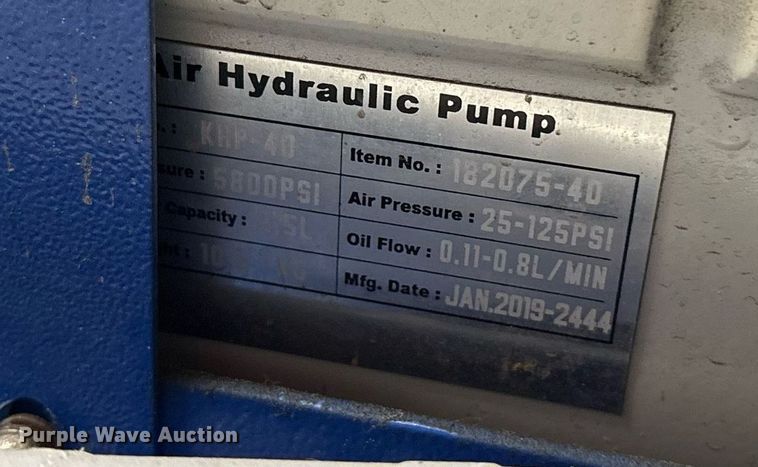 Air Hydraulic Pump
Item No. : 182075-40
sure : 5800PSI
Air Pressure : 25-125PSI
Capacity :
Oil Flow : 0.11-0.8L/MIN
Mfg. Date : JAN.2019-2444
Purple Wave Auction